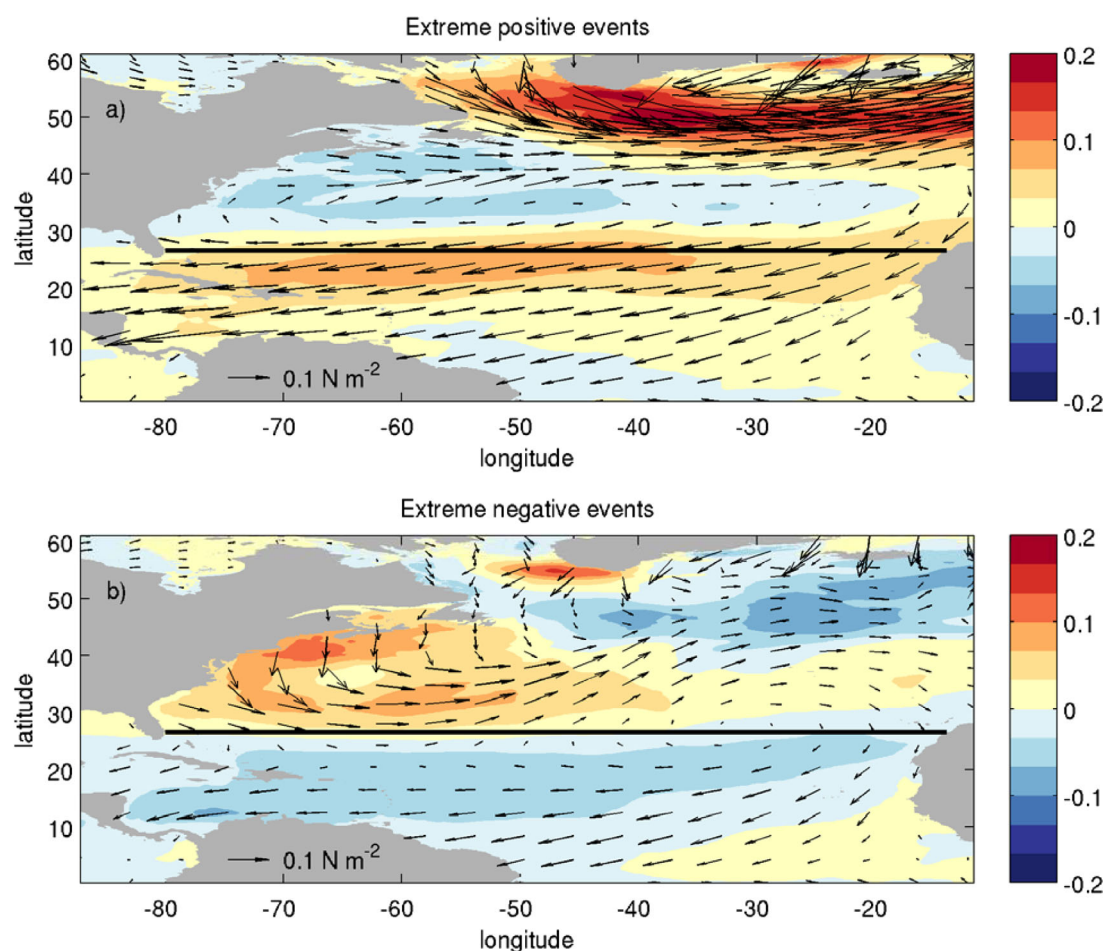 Extreme positive events
a)
latitude
60
50
40
30
20
10
0.1 N m⁻²
-80 -70 -60 -50 -40 -30 -20
longitude
0.2
0.1
0
-0.1
-0.2
Extreme negative events
b)
latitude
60
50
40
30
20
10
0.1 N m⁻²
-80 -70 -60 -50 -40 -30 -20
longitude
0.2
0.1
0
-0.1
-0.2